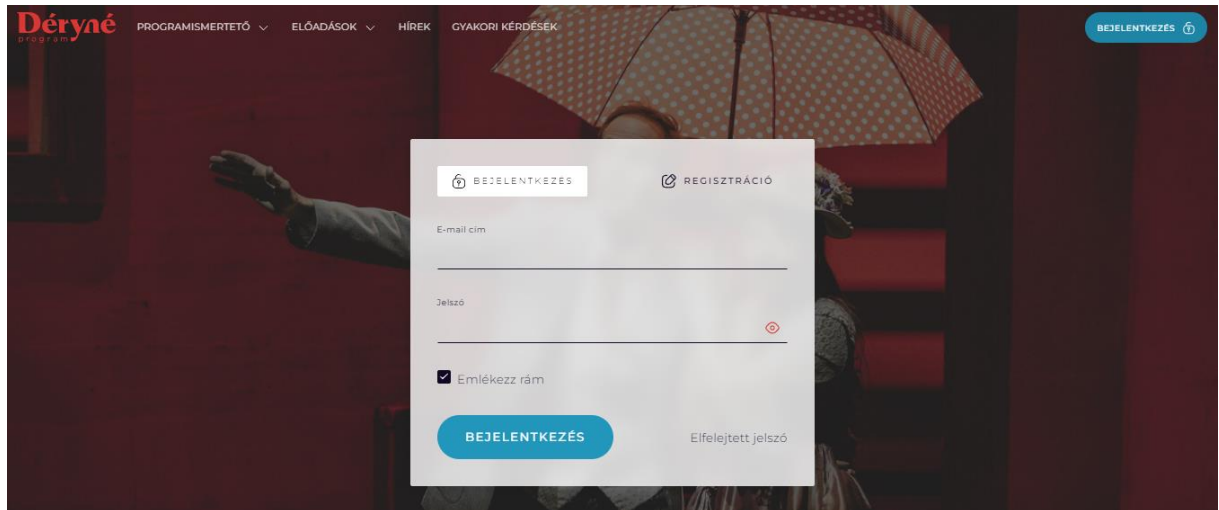 Déryné
program
PROGRAMISMERTETŐ
ELŐADÁSOK
HÍREK
GYAKORI KÉRDÉSEK
BEJELENTKEZÉS
BEJELENTKEZÉS
REGISZTRÁCIÓ
E-mail cím
Jelszó
Emlékezz rám
BEJELENTKEZÉS
Elfelejtett jelszó